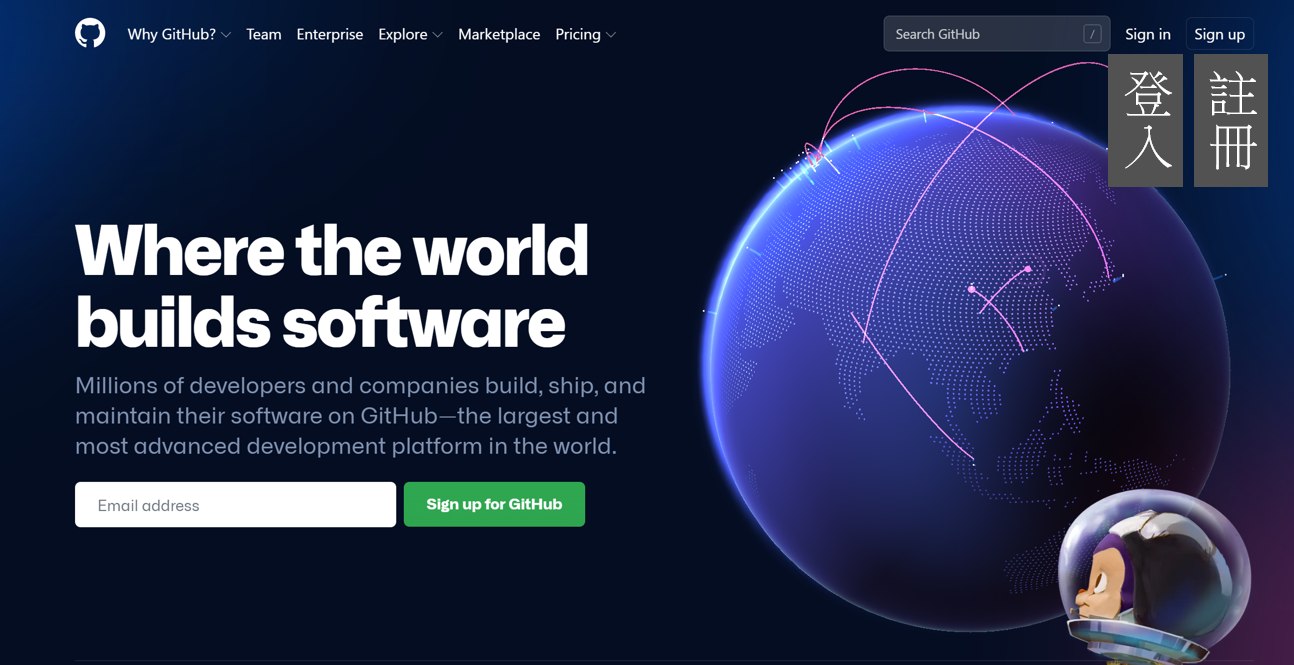 Why GitHub? Team Enterprise Explore Marketplace Pricing Search GitHub / Sign in Sign up
登入
註冊
Where the world
builds software
Millions of developers and companies build, ship, and
maintain their software on GitHub—the largest and
most advanced development platform in the world.
Email address Sign up for GitHub